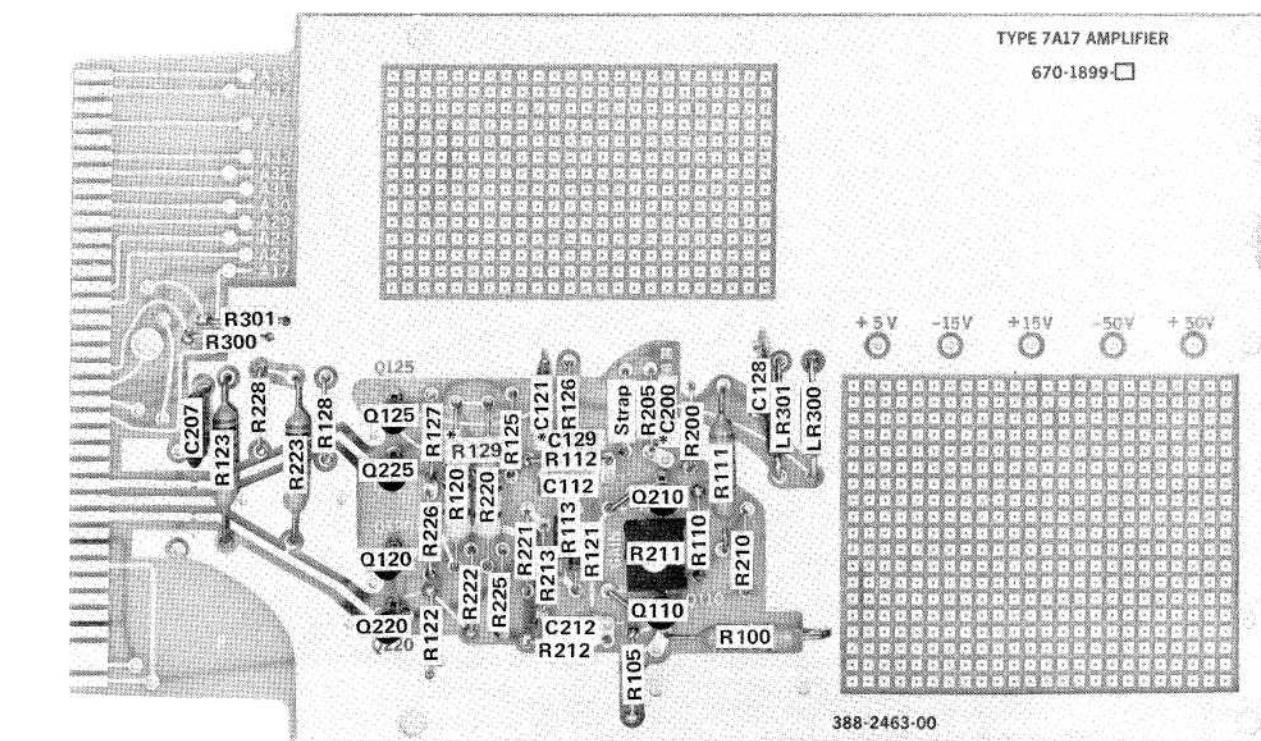 TYPE 7A17 AMPLIFIER
670-1899-□
R301
R300
+5V
-15V
+15V
-50V
+50V
Q125
C207
R123
R228
R223
R128
Q125
R127
R125
C121
R126
Strap
R205
*C200
R200
R111
C128
LR301
LR300
*R129
*C129
R112
Q225
R120
R220
C112
Q210
R226
R221
R213
R113
R121
R211
R110
R210
Q120
R222
R225
Q110
Q220
Q220
R122
C212
R212
R105
R100
388-2463-00